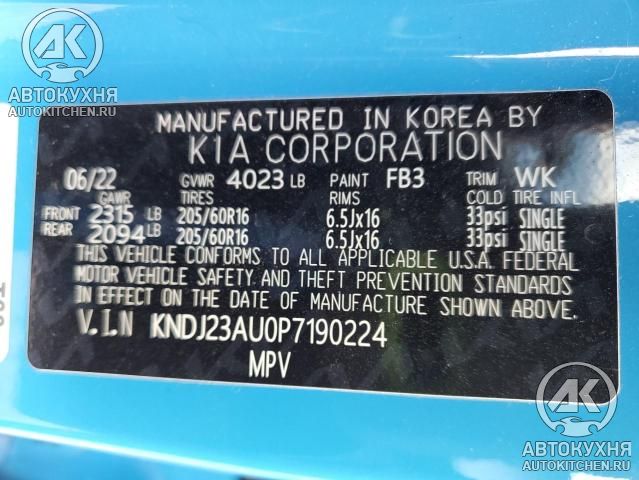 АК
АВТОКУХНЯ
AUTOKITCHEN.RU
MANUFACTURED IN KOREA BY
KIA CORPORATION
06/22 GVWR 4023 LB PAINT FB3 TRIM WK
GAWR TIRES RIMS COLD TIRE INFL
FRONT 2315 LB 205/60R16 6.5Jx16 33psi SINGLE
REAR 2094 LB 205/60R16 6.5Jx16 33psi SINGLE
THIS VEHICLE CONFORMS TO ALL APPLICABLE U.S.A. FEDERAL
MOTOR VEHICLE SAFETY AND THEFT PREVENTION STANDARDS
IN EFFECT ON THE DATE OF MANUFACTURE SHOWN ABOVE.
V.I.N KNDJ23AU0P7190224
MPV
АК
АВТОКУХНЯ
AUTOKITCHEN.RU